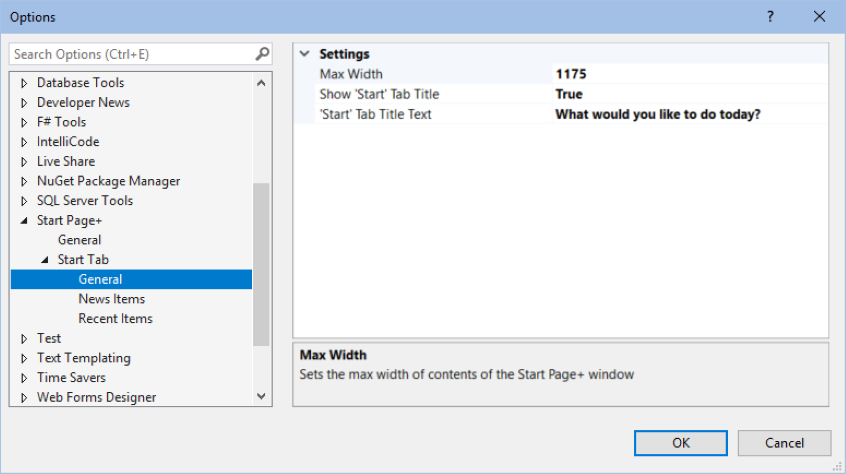 Options
?
Search Options (Ctrl+E)
Database Tools
Developer News
F# Tools
IntelliCode
Live Share
NuGet Package Manager
SQL Server Tools
Start Page+
General
Start Tab
General
News Items
Recent Items
Test
Text Templating
Time Savers
Web Forms Designer
Settings
Max Width 1175
Show 'Start' Tab Title True
'Start' Tab Title Text What would you like to do today?
Max Width
Sets the max width of contents of the Start Page+ window
OK Cancel